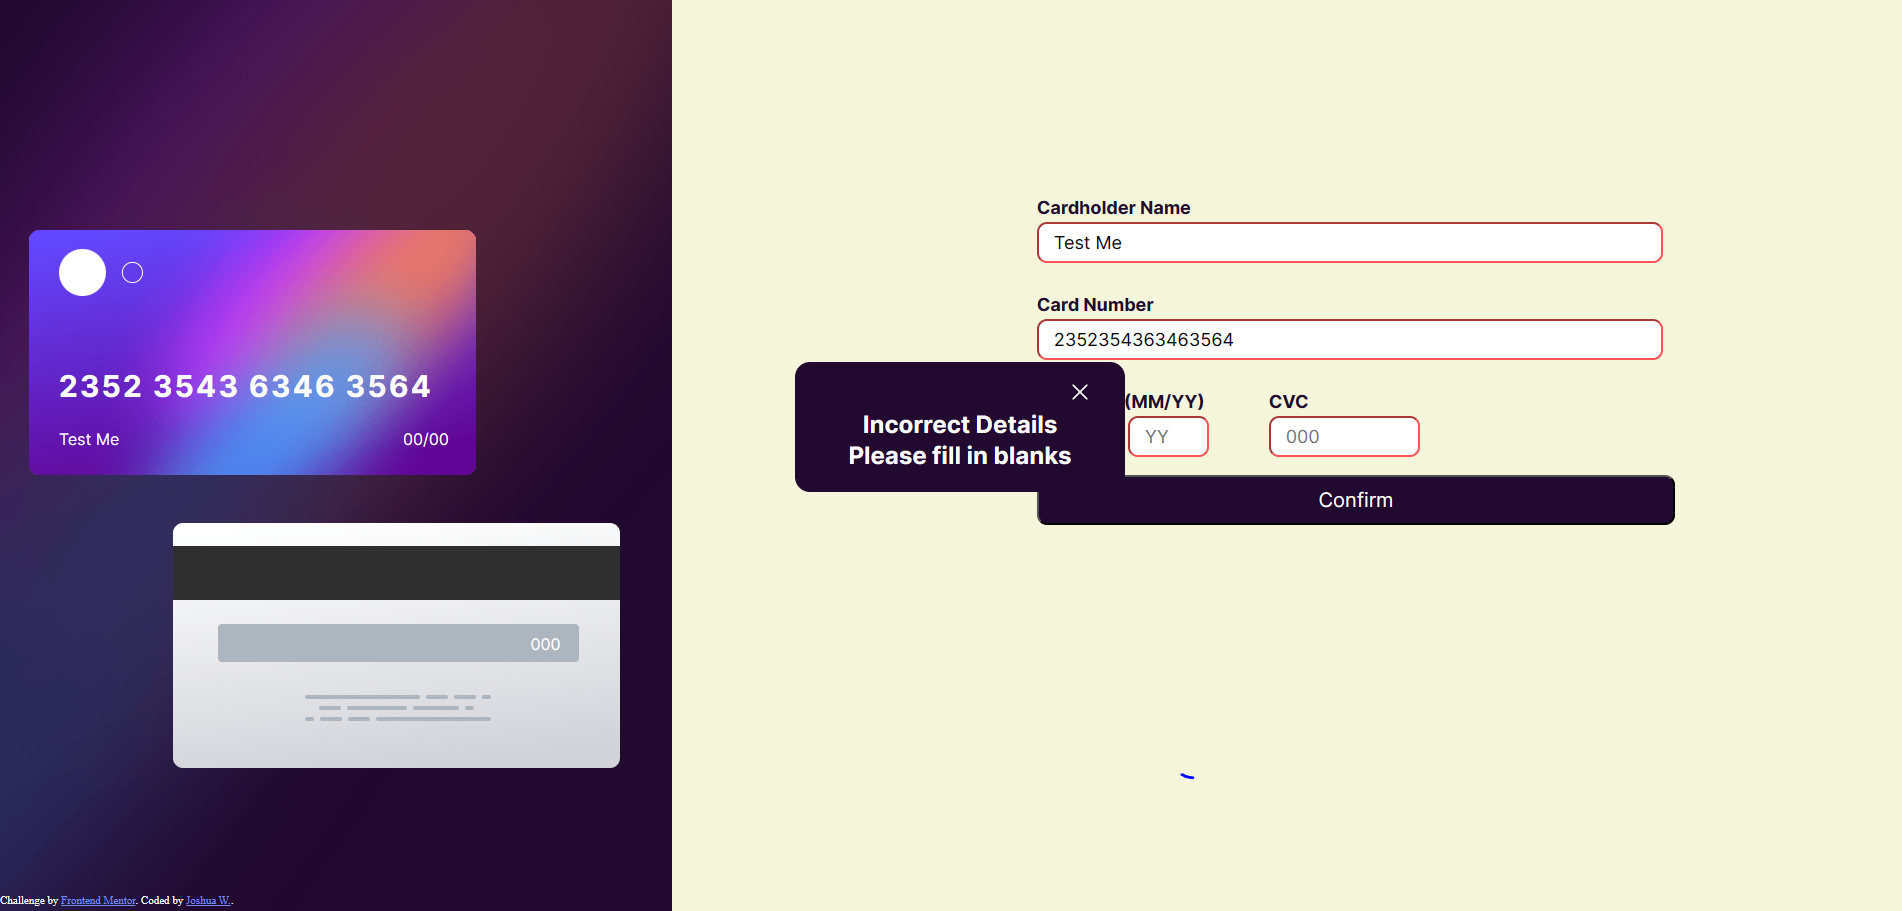 2352 3543 6346 3564
Test Me 00/00
000
Challenge by Frontend Mentor. Coded by Joshua W..
Cardholder Name
Test Me
Card Number
2352354363463564
(MM/YY) CVC
YY 000
Incorrect Details
Please fill in blanks
Confirm